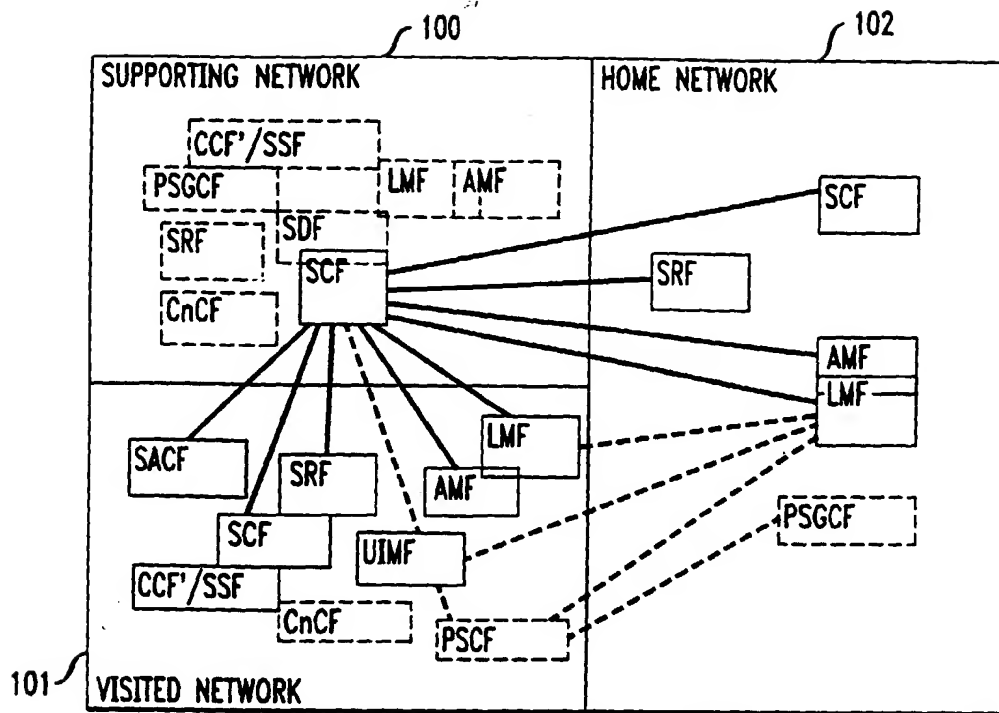 100
102
SUPPORTING NETWORK
HOME NETWORK
CCF'/SSF
PSGCF
LMF
AMF
SRF
SDF
SCF
CnCF
SCF
SRF
AMF
LMF
SACF
SRF
LMF
AMF
SCF
UIMF
CCF'/SSF
CnCF
PSCF
PSGCF
101
VISITED NETWORK